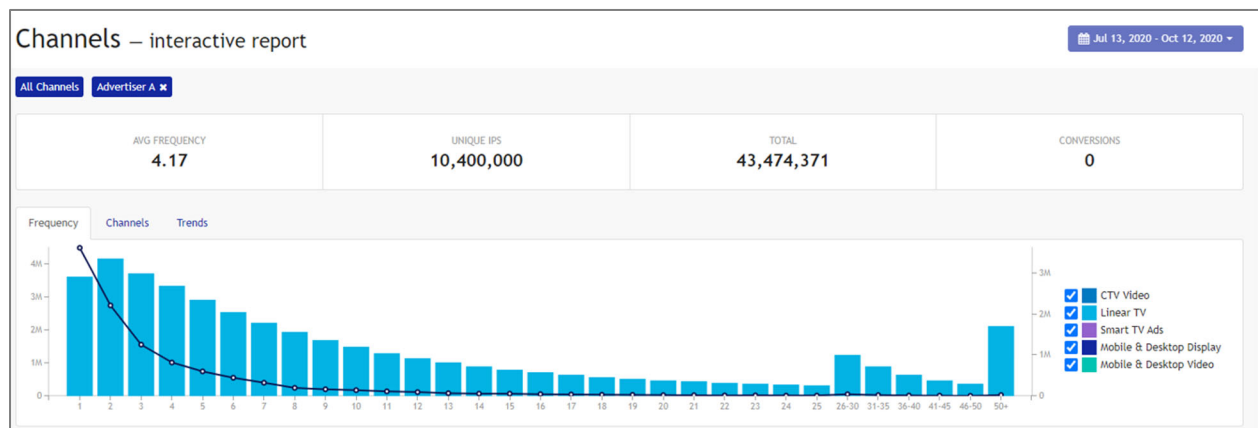 Channels – interactive report
Jul 13, 2020 - Oct 12, 2020
All Channels Advertiser A ✖
AVG FREQUENCY UNIQUE IPS TOTAL CONVERSIONS
4.17 10,400,000 43,474,371 0
Frequency Channels Trends
4M
3M
2M
1M
0
3M
2M
1M
0
1 2 3 4 5 6 7 8 9 10 11 12 13 14 15 16 17 18 19 20 21 22 23 24 25 26-30 31-35 36-40 41-45 46-50 50+
CTV Video
Linear TV
Smart TV Ads
Mobile & Desktop Display
Mobile & Desktop Video